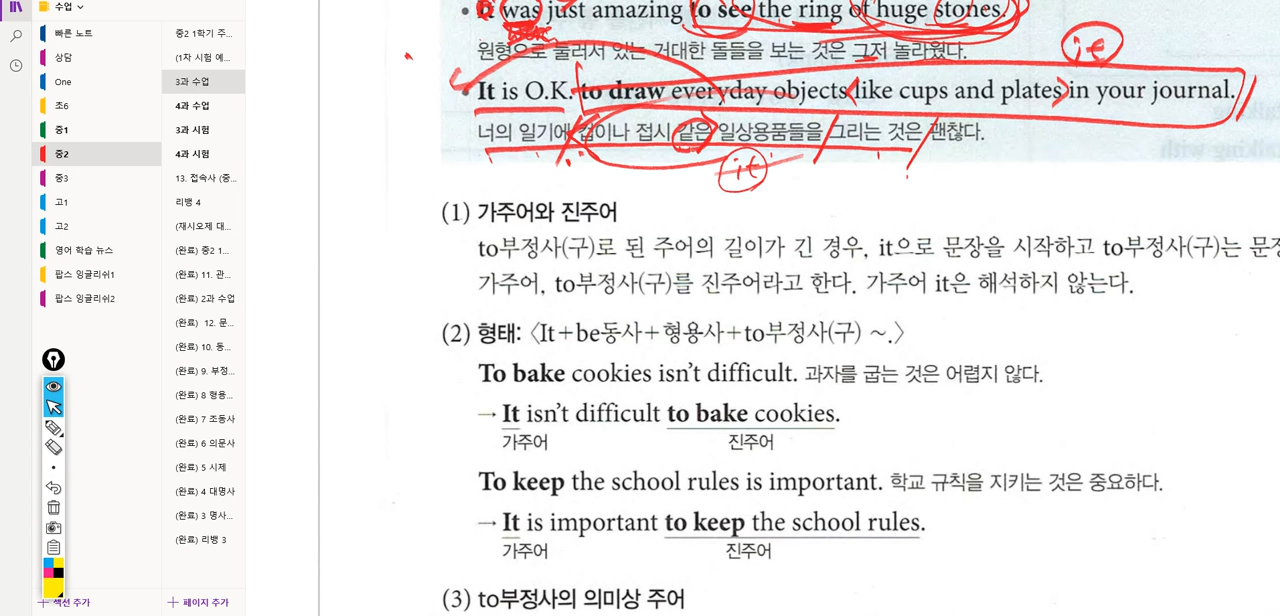 수업
빠른 노트
상담
One
초6
중1
중2
중3
고1
고2
영어 학습 뉴스
팝스 잉글리쉬1
팝스 잉글리쉬2
+ 섹션 추가
중2 1학기 주...
(1차 시험 예...
3과 수업
4과 수업
3과 시험
4과 시험
13. 접속사 (중...
리뱅 4
(재시오제 대...
(완료) 중2 1...
(완료) 11. 관...
(완료) 2과 수업
(완료) 12. 문...
(완료) 10. 동...
(완료) 9. 부정...
(완료) 8 형용...
(완료) 7 조동사
(완료) 6 의문사
(완료) 5 시제
(완료) 4 대명사
(완료) 3 명사...
(완료) 리뱅 3
+ 페이지 추가
• It was just amazing to see the ring of huge stones.
원형으로 둘러서 있는 거대한 돌들을 보는 것은 그저 놀라웠다.
it
• It is O.K. to draw everyday objects like cups and plates in your journal.
너의 일기에 컵이나 접시 같은 일상용품들을 그리는 것은 괜찮다.
it
(1) 가주어와 진주어
to부정사(구)로 된 주어의 길이가 긴 경우, it으로 문장을 시작하고 to부정사(구)는 문장
가주어, to부정사(구)를 진주어라고 한다. 가주어 it은 해석하지 않는다.
(2) 형태: 〈It+be동사+형용사+to부정사(구) ~.〉
To bake cookies isn't difficult. 과자를 굽는 것은 어렵지 않다.
→ It isn't difficult to bake cookies.
가주어 진주어
To keep the school rules is important. 학교 규칙을 지키는 것은 중요하다.
→ It is important to keep the school rules.
가주어 진주어
(3) to부정사의 의미상 주어